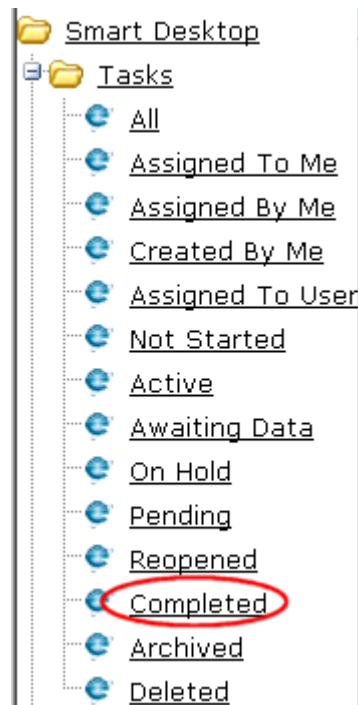 Smart Desktop
Tasks
All
Assigned To Me
Assigned By Me
Created By Me
Assigned To User
Not Started
Active
Awaiting Data
On Hold
Pending
Reopened
Completed
Archived
Deleted